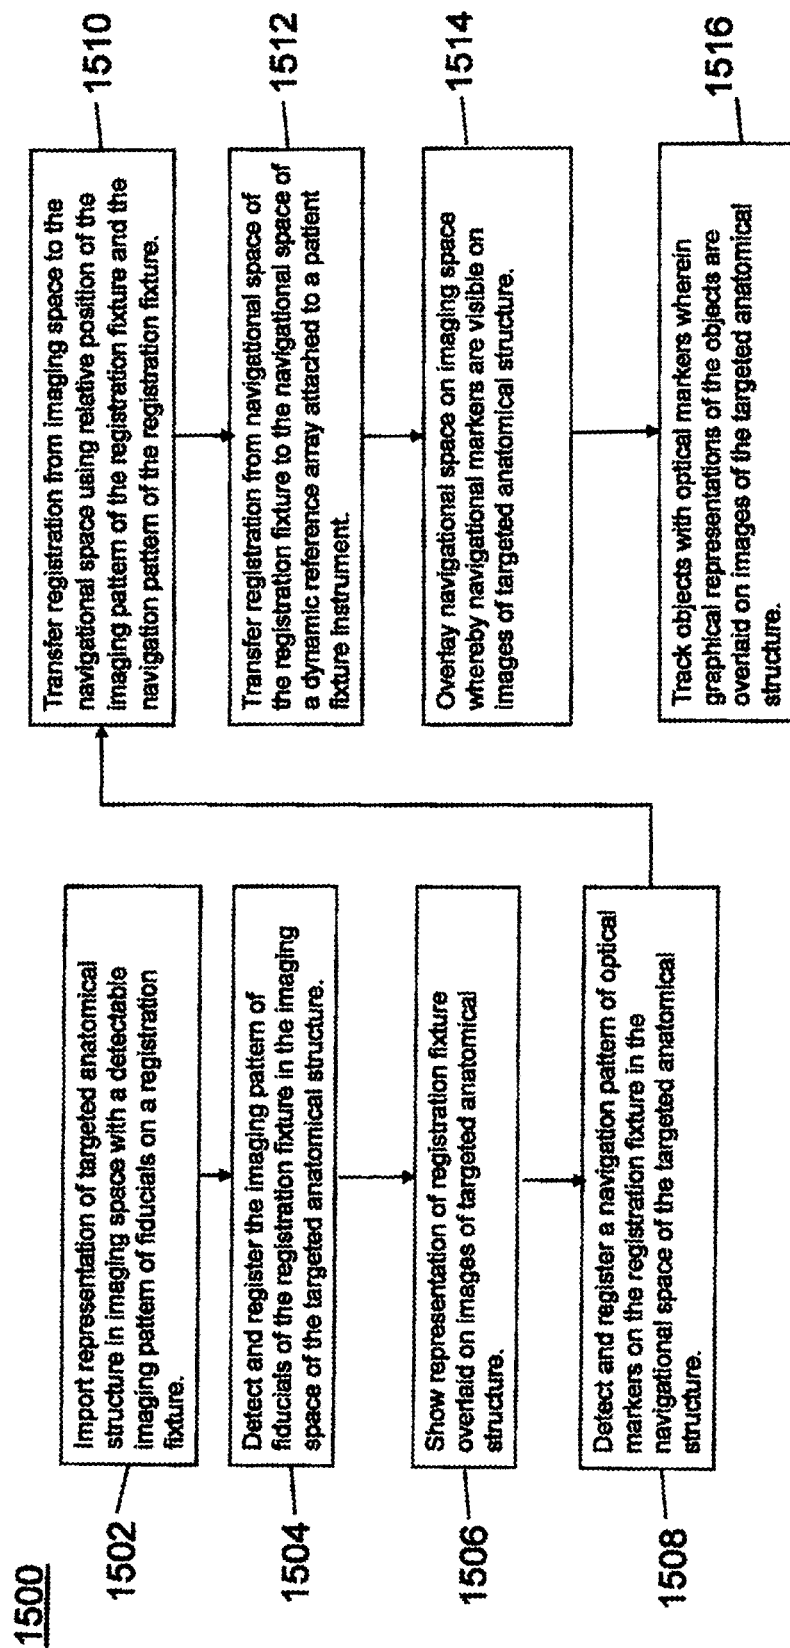 1500
1502
Import representation of targeted anatomical
structure in imaging space with a detectable
imaging pattern of fiducials on a registration
fixture.
1504
Detect and register the imaging pattern of
fiducials of the registration fixture in the imaging
space of the targeted anatomical structure.
1506
Show representation of registration fixture
overlaid on images of targeted anatomical
structure.
1508
Detect and register a navigation pattern of optical
markers on the registration fixture in the
navigational space of the targeted anatomical
structure.
1510
Transfer registration from imaging space to the
navigational space using relative position of the
imaging pattern of the registration fixture and the
navigation pattern of the registration fixture.
1512
Transfer registration from navigational space of
the registration fixture to the navigational space of
a dynamic reference array attached to a patient
fixture instrument.
1514
Overlay navigational space on imaging space
whereby navigational markers are visible on
images of targeted anatomical structure.
1516
Track objects with optical markers wherein
graphical representations of the objects are
overlaid on images of the targeted anatomical
structure.